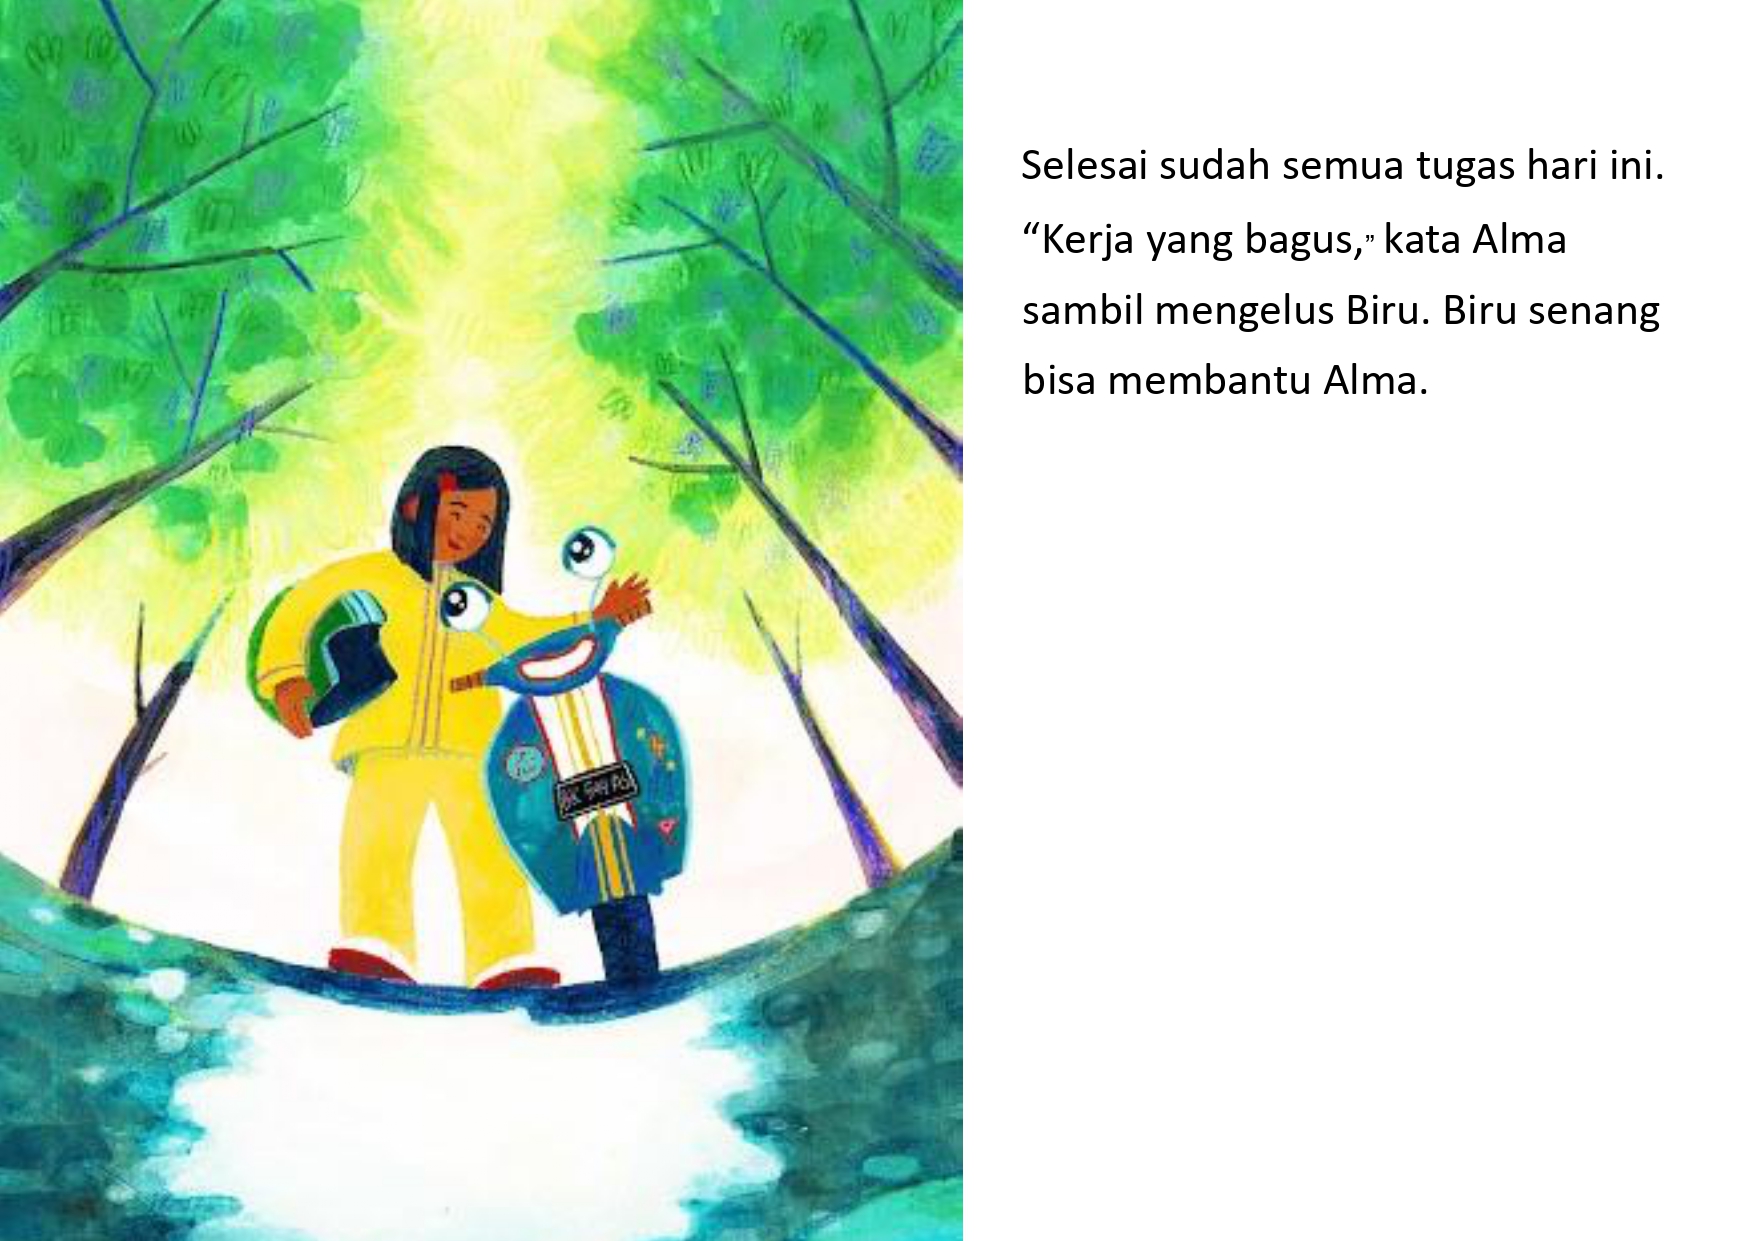 Selesai sudah semua tugas hari ini.
“Kerja yang bagus,” kata Alma
sambil mengelus Biru. Biru senang
bisa membantu Alma.